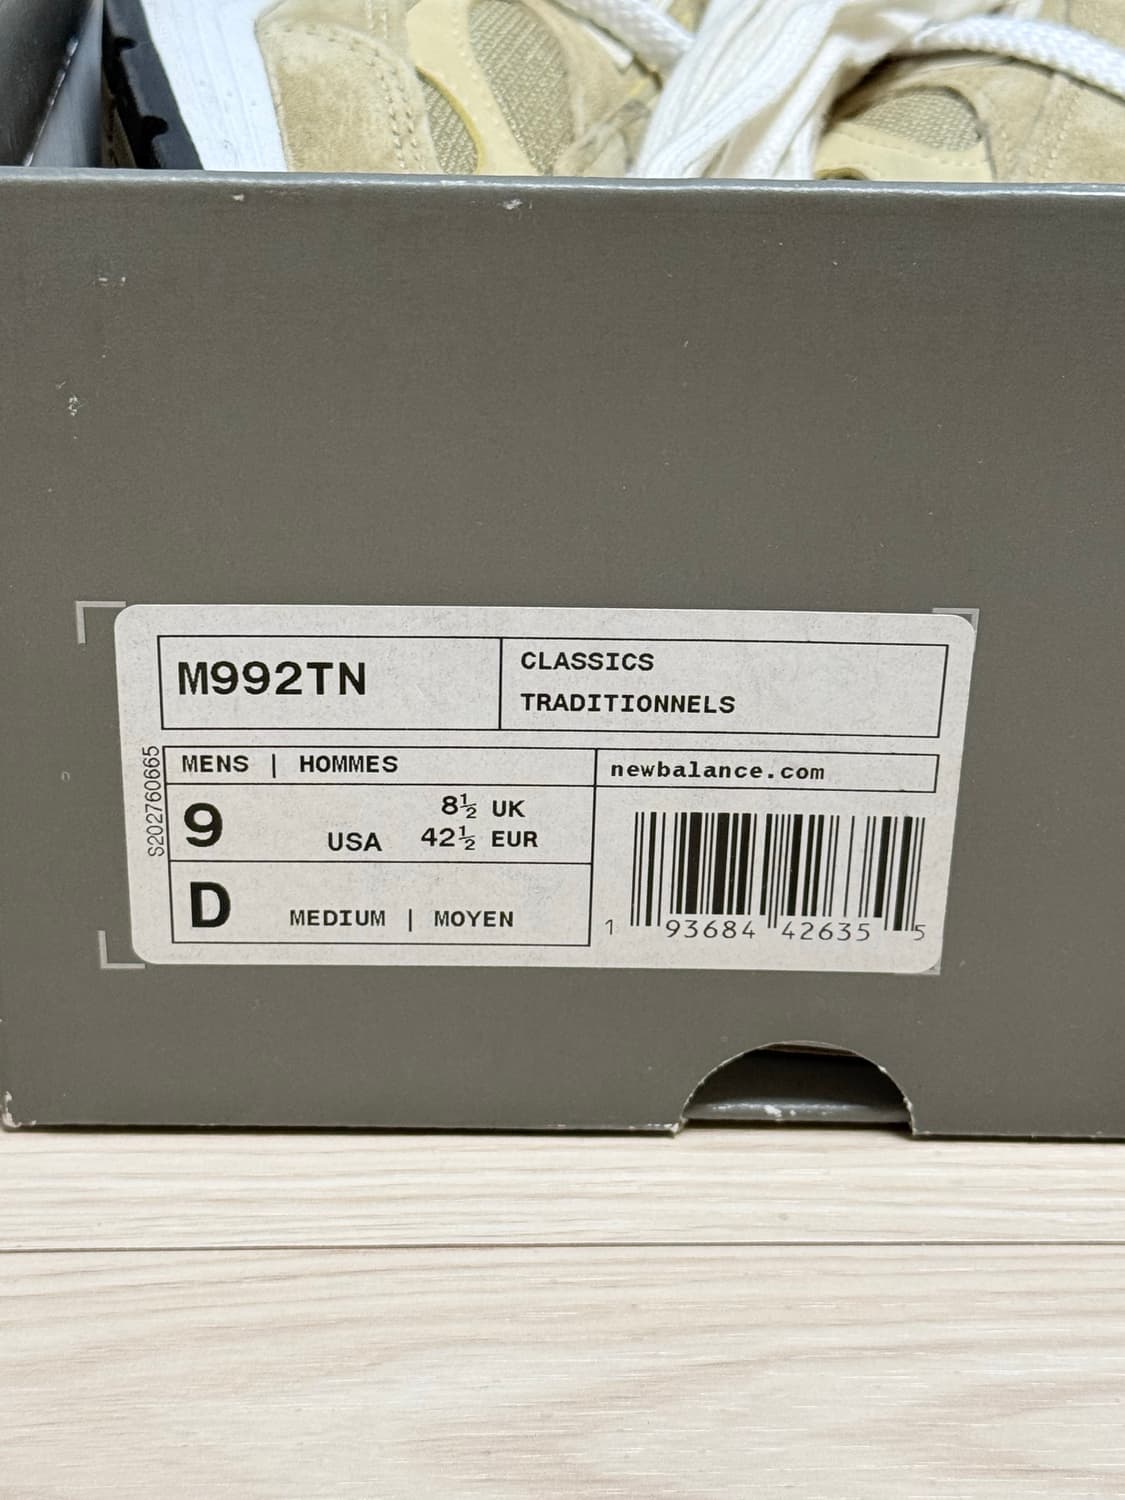 M992TN
CLASSICS
TRADITIONNELS
MENS | HOMMES
newbalance.com
9 USA
8½ UK
42½ EUR
D MEDIUM | MOYEN
S202760665
1 93684 42635 5